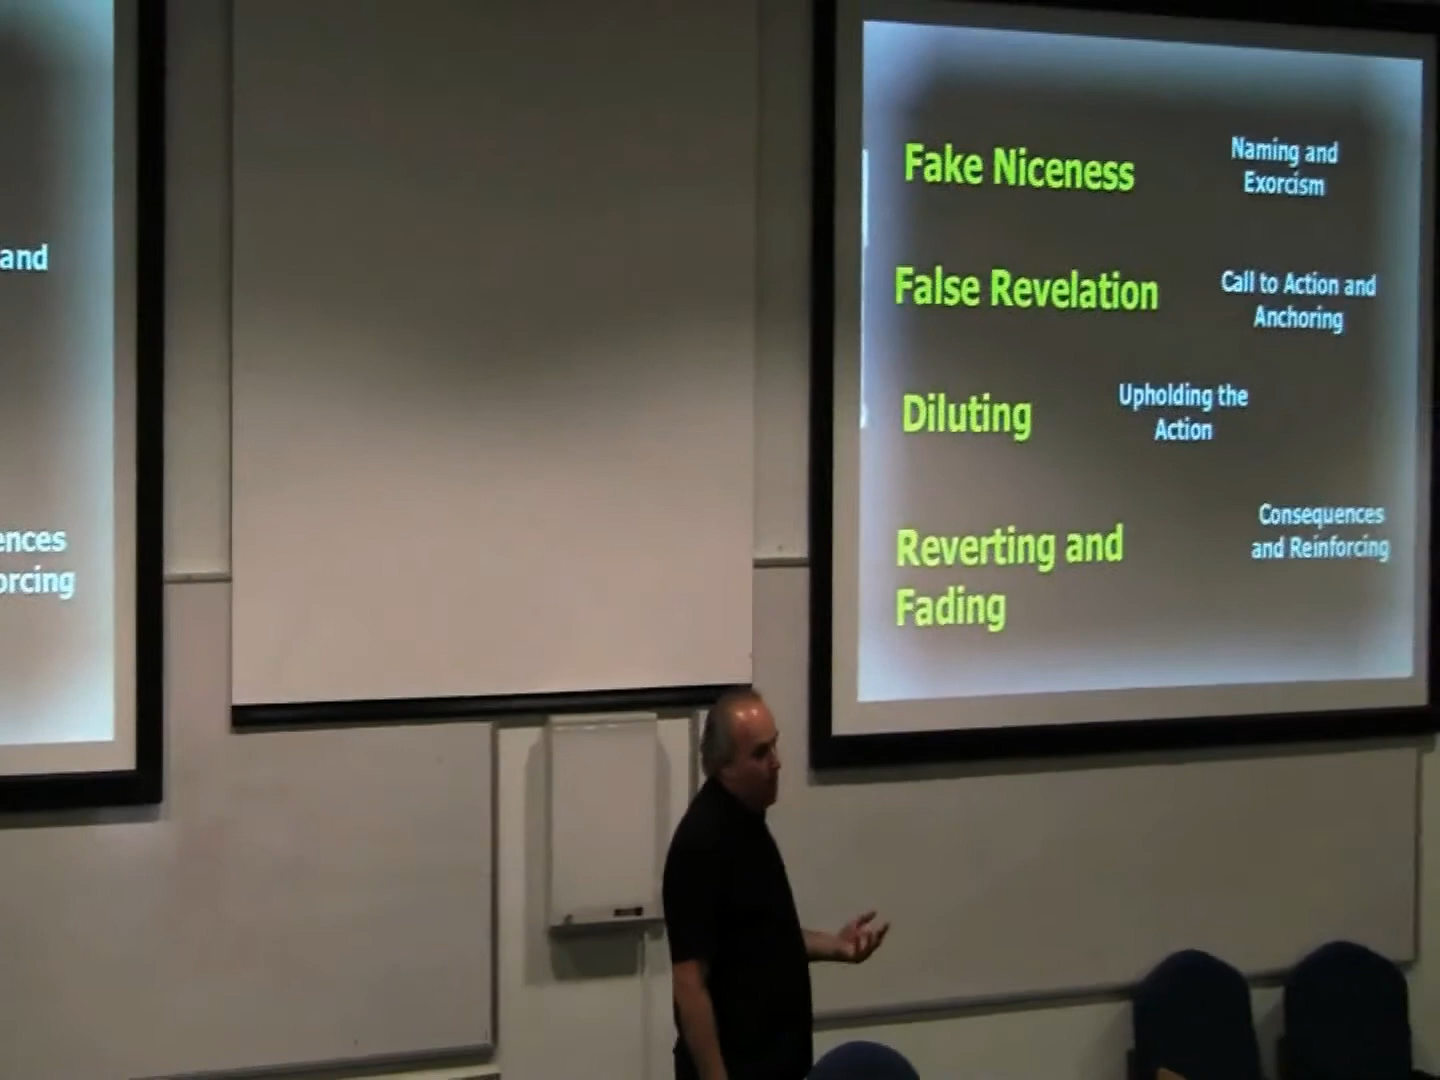 and
ences
orcing
Fake Niceness
Naming and
Exorcism
False Revelation
Call to Action and
Anchoring
Diluting
Upholding the
Action
Reverting and
Fading
Consequences
and Reinforcing